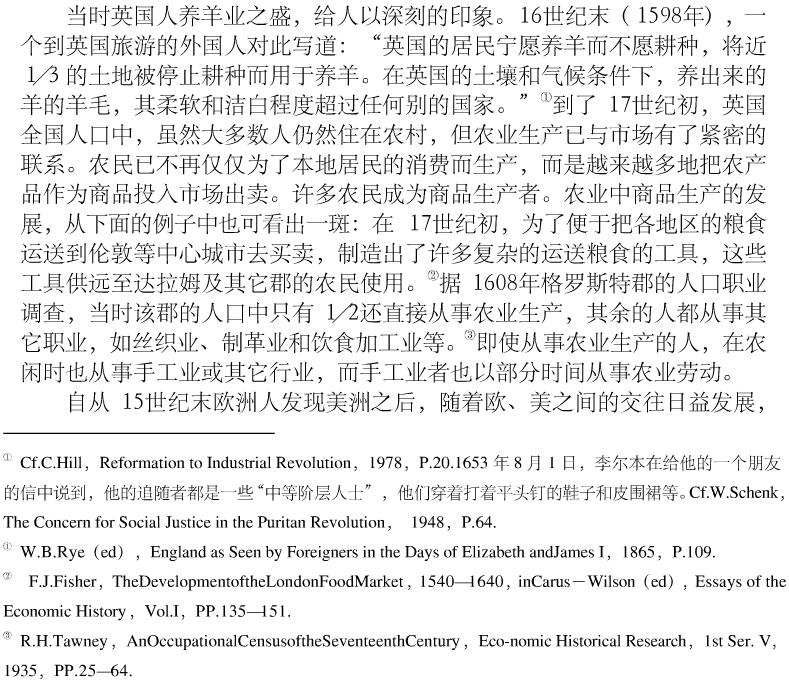 当时英国人养羊业之盛，给人以深刻的印象。16世纪末（1598年），一
个到英国旅游的外国人对此写道：“英国的居民宁愿养羊而不愿耕种，将近
1／3的土地被停止耕种而用于养羊。在英国的土壤和气候条件下，养出来的
羊的羊毛，其柔软和洁白程度超过任何别的国家。”①到了 17世纪初，英国
全国人口中，虽然大多数人仍然住在农村，但农业生产已与市场有了紧密的
联系。农民已不再仅仅为了本地居民的消费而生产，而是越来越多地把农产
品作为商品投入市场出卖。许多农民成为商品生产者。农业中商品生产的发
展，从下面的例子中也可看出一斑：在 17世纪初，为了便于把各地区的粮食
运送到伦敦等中心城市去买卖，制造出了许多复杂的运送粮食的工具，这些
工具供远至达拉姆及其它郡的农民使用。②据 1608年格罗斯特郡的人口职业
调查，当时该郡的人口中只有 1／2还直接从事农业生产，其余的人都从事其
它职业，如丝织业、制革业和饮食加工业等。③即使从事农业生产的人，在农
闲时也从事手工业或其它行业，而手工业者也以部分时间从事农业劳动。
自从 15世纪末欧洲人发现美洲之后，随着欧、美之间的交往日益发展，
① Cf.C.Hill，Reformation to Industrial Revolution，1978，P.20.1653 年 8 月 1 日，李尔本在给他的一个朋友
的信中说到，他的追随者都是一些“中等阶层人士”，他们穿着打着平头钉的鞋子和皮围裙等。Cf.W.Schenk，
The Concern for Social Justice in the Puritan Revolution， 1948，P.64.
① W.B.Rye（ed），England as Seen by Foreigners in the Days of Elizabeth andJames I，1865，P.109.
② F.J.Fisher，TheDevelopmentoftheLondonFoodMarket，1540—1640，inCarus－Wilson（ed），Essays of the
Economic History，Vol.I，PP.135—151.
③ R.H.Tawney，AnOccupationalCensusoftheSeventeenthCentury，Eco-nomic Historical Research，1st Ser. V，
1935，PP.25—64.